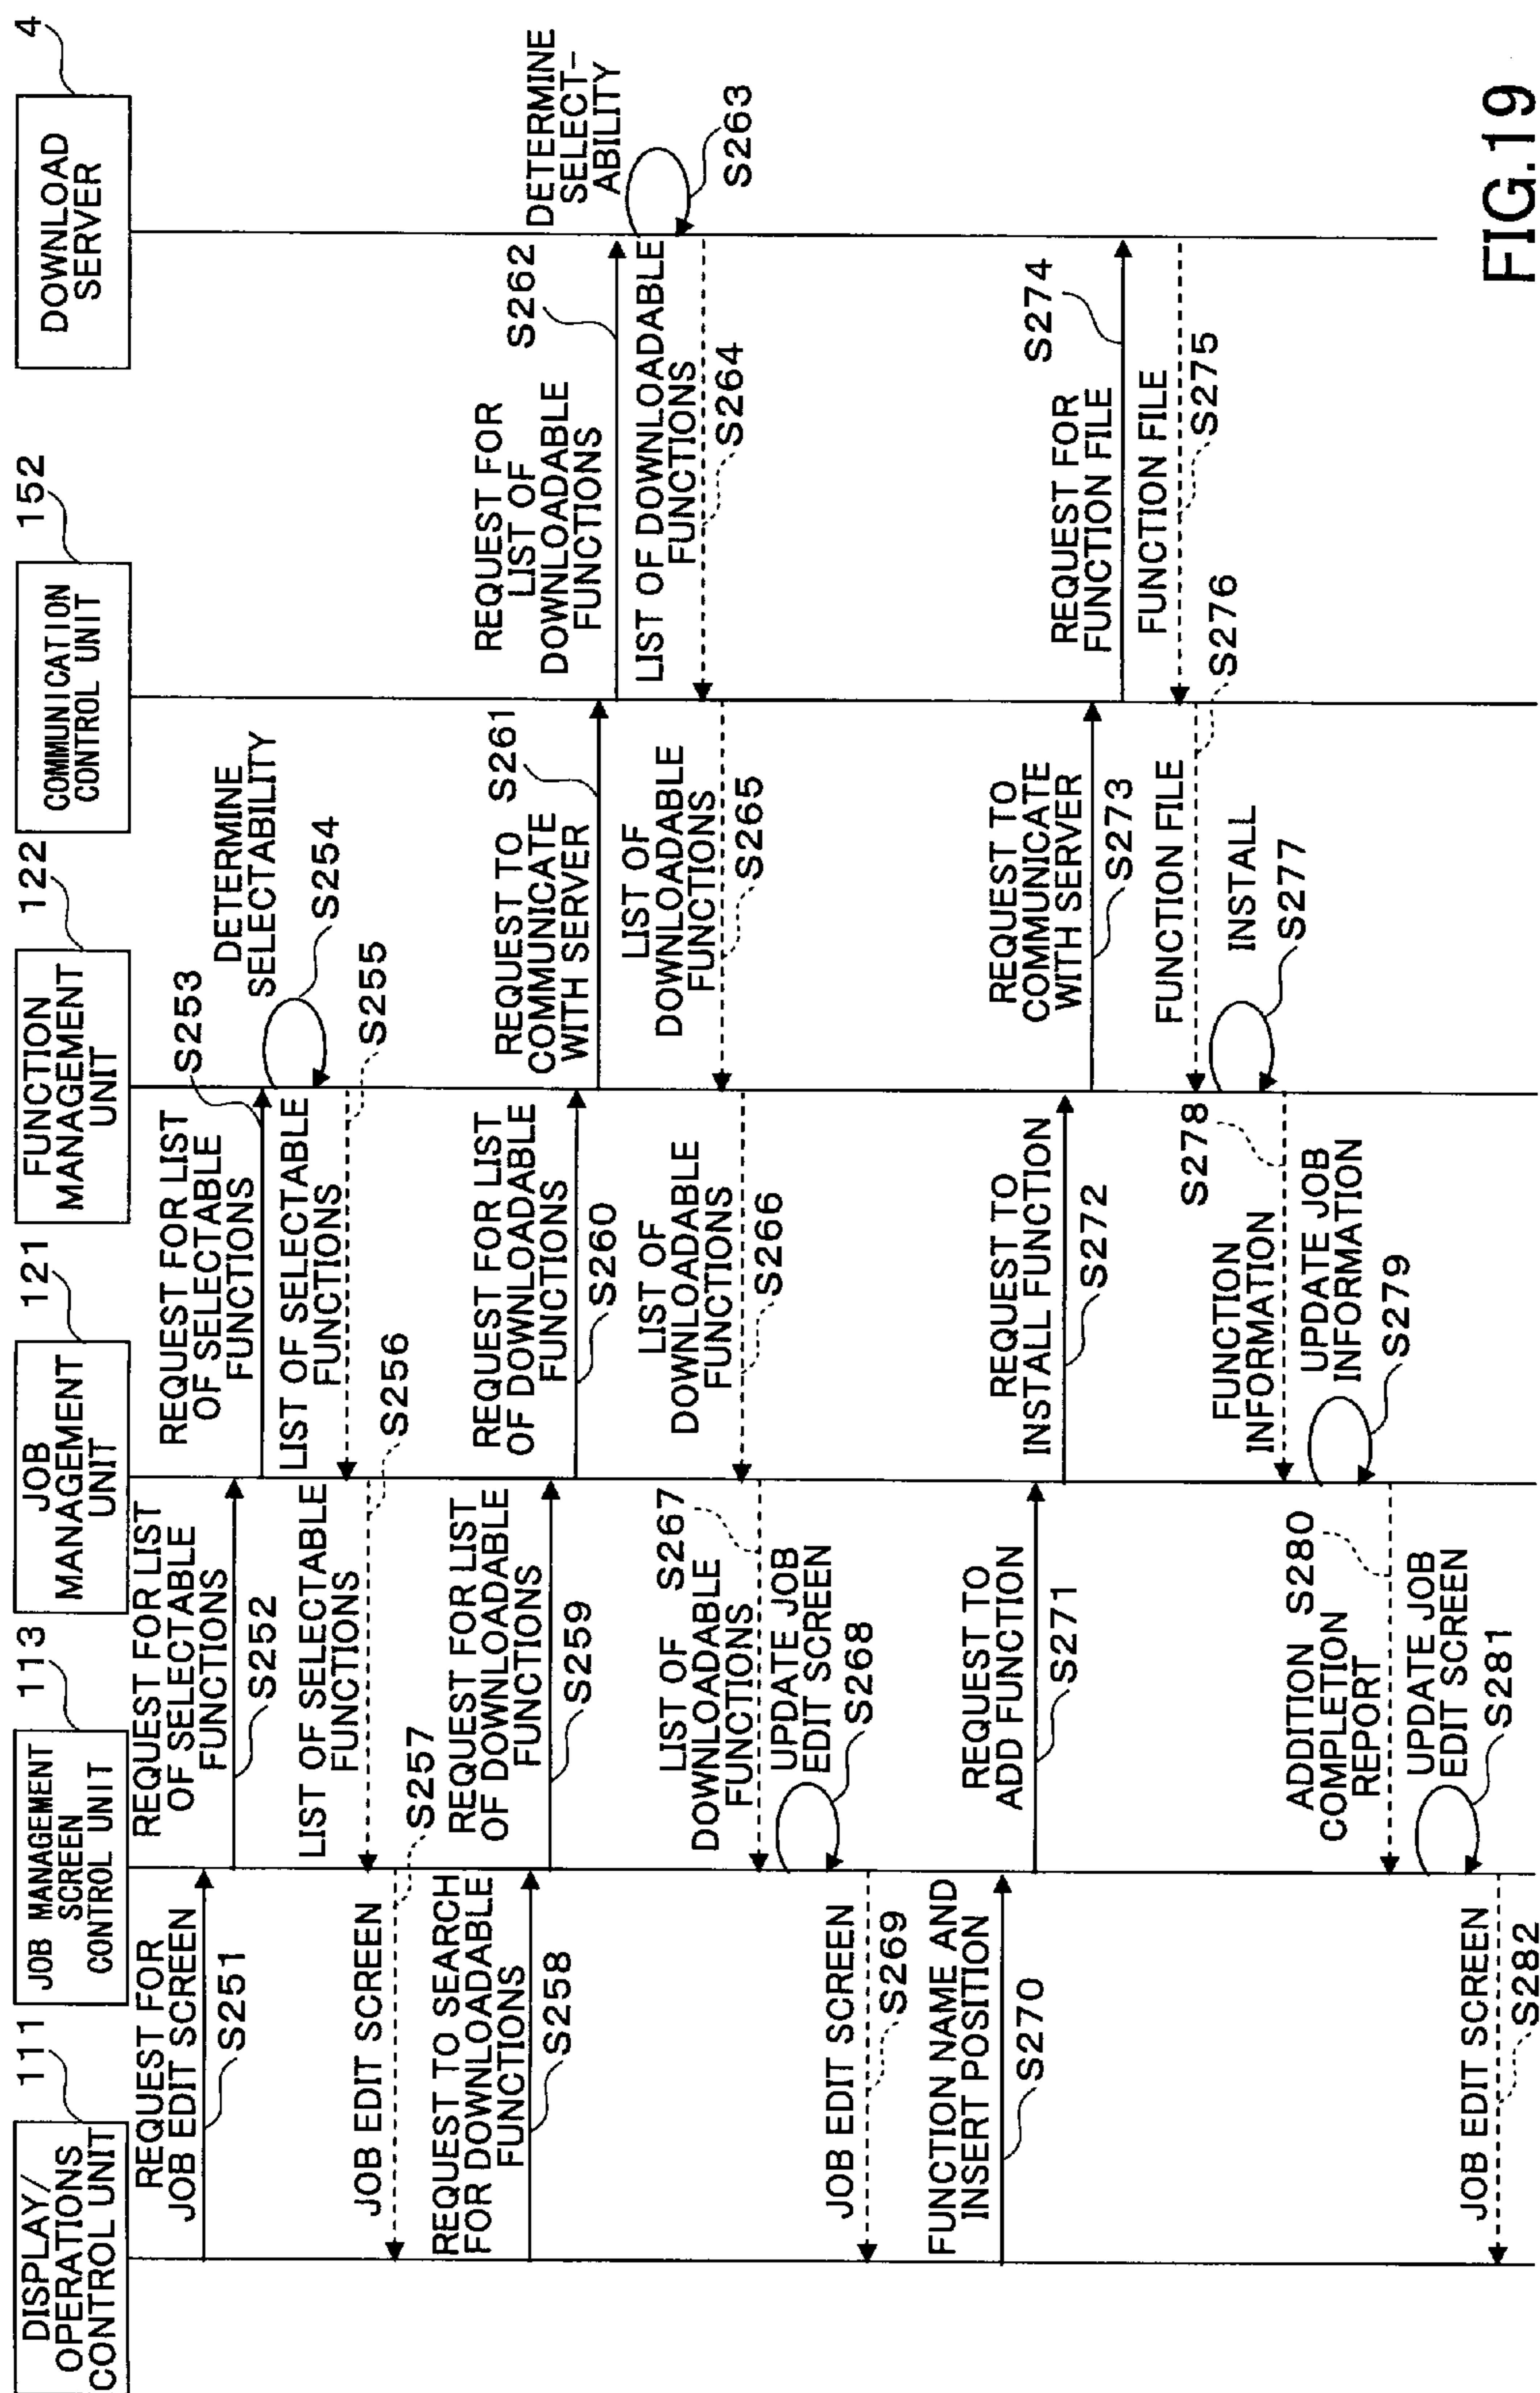 DISPLAY/
OPERATIONS
CONTROL UNIT
111
JOB MANAGEMENT
SCREEN
CONTROL UNIT
113
JOB
MANAGEMENT
UNIT
121
FUNCTION
MANAGEMENT
UNIT
122
COMMUNICATION
CONTROL UNIT
152
DOWNLOAD
SERVER
4
REQUEST FOR
JOB EDIT SCREEN
S251
REQUEST FOR LIST
OF SELECTABLE
FUNCTIONS
S252
REQUEST FOR LIST
OF SELECTABLE
FUNCTIONS
S253
DETERMINE
SELECTABILITY
S254
LIST OF SELECTABLE
FUNCTIONS
S255
LIST OF SELECTABLE
FUNCTIONS
S256
JOB EDIT SCREEN
S257
REQUEST TO SEARCH
FOR DOWNLOADABLE
FUNCTIONS
S258
REQUEST FOR LIST
OF DOWNLOADABLE
FUNCTIONS
S259
REQUEST FOR LIST
OF DOWNLOADABLE
FUNCTIONS
S260
REQUEST TO
COMMUNICATE
WITH SERVER
S261
REQUEST FOR
LIST OF
DOWNLOADABLE
FUNCTIONS
S262
DETERMINE
SELECT-
ABILITY
S263
LIST OF DOWNLOADABLE
FUNCTIONS
S264
LIST OF
DOWNLOADABLE
FUNCTIONS
S265
LIST OF
DOWNLOADABLE
FUNCTIONS
S266
LIST OF
DOWNLOADABLE
FUNCTIONS
S267
UPDATE JOB
EDIT SCREEN
S268
JOB EDIT SCREEN
S269
FUNCTION NAME AND
INSERT POSITION
S270
REQUEST TO
ADD FUNCTION
S271
REQUEST TO
INSTALL FUNCTION
S272
REQUEST TO
COMMUNICATE
WITH SERVER
S273
REQUEST FOR
FUNCTION FILE
S274
FUNCTION FILE
S275
FUNCTION FILE
S276
INSTALL
S277
FUNCTION
INFORMATION
S278
UPDATE JOB
INFORMATION
S279
ADDITION
COMPLETION
REPORT
S280
UPDATE JOB
EDIT SCREEN
S281
JOB EDIT SCREEN
S282
FIG.19